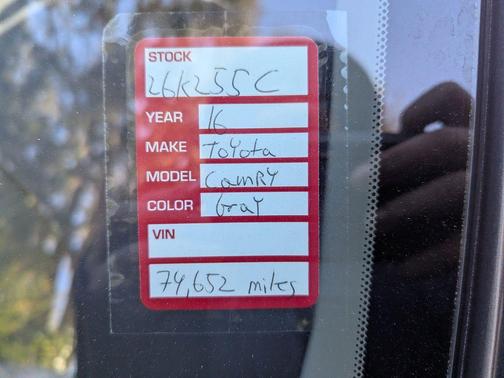 STOCK
26K255C
YEAR 16
MAKE Toyota
MODEL CamRY
COLOR Gray
VIN
74,652 miles